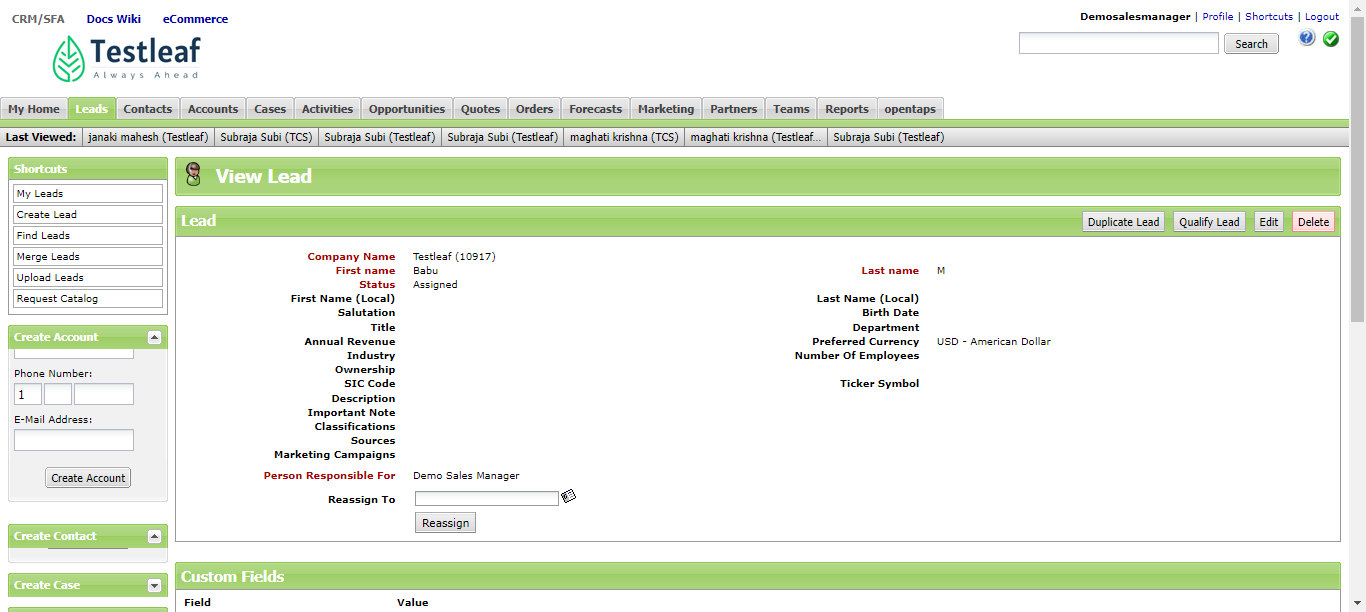 CRM/SFA Docs Wiki eCommerce
Demosalesmanager | Profile | Shortcuts | Logout
Testleaf
Always Ahead
Search
My Home Leads Contacts Accounts Cases Activities Opportunities Quotes Orders Forecasts Marketing Partners Teams Reports opentaps
Last Viewed: janaki mahesh (Testleaf) Subraja Subi (TCS) Subraja Subi (Testleaf) Subraja Subi (Testleaf) maghati krishna (TCS) maghati krishna (Testleaf... Subraja Subi (Testleaf)
Shortcuts
My Leads
Create Lead
Find Leads
Merge Leads
Upload Leads
Request Catalog
Create Account
Phone Number:
1
E-Mail Address:
Create Account
Create Contact
Create Case
View Lead
Lead
Duplicate Lead Qualify Lead Edit Delete
Company Name Testleaf (10917)
First name Babu Last name M
Status Assigned
First Name (Local) Last Name (Local)
Salutation Birth Date
Title Department
Annual Revenue Preferred Currency USD - American Dollar
Industry Number Of Employees
Ownership
SIC Code Ticker Symbol
Description
Important Note
Classifications
Sources
Marketing Campaigns
Person Responsible For Demo Sales Manager
Reassign To
Reassign
Custom Fields
Field Value